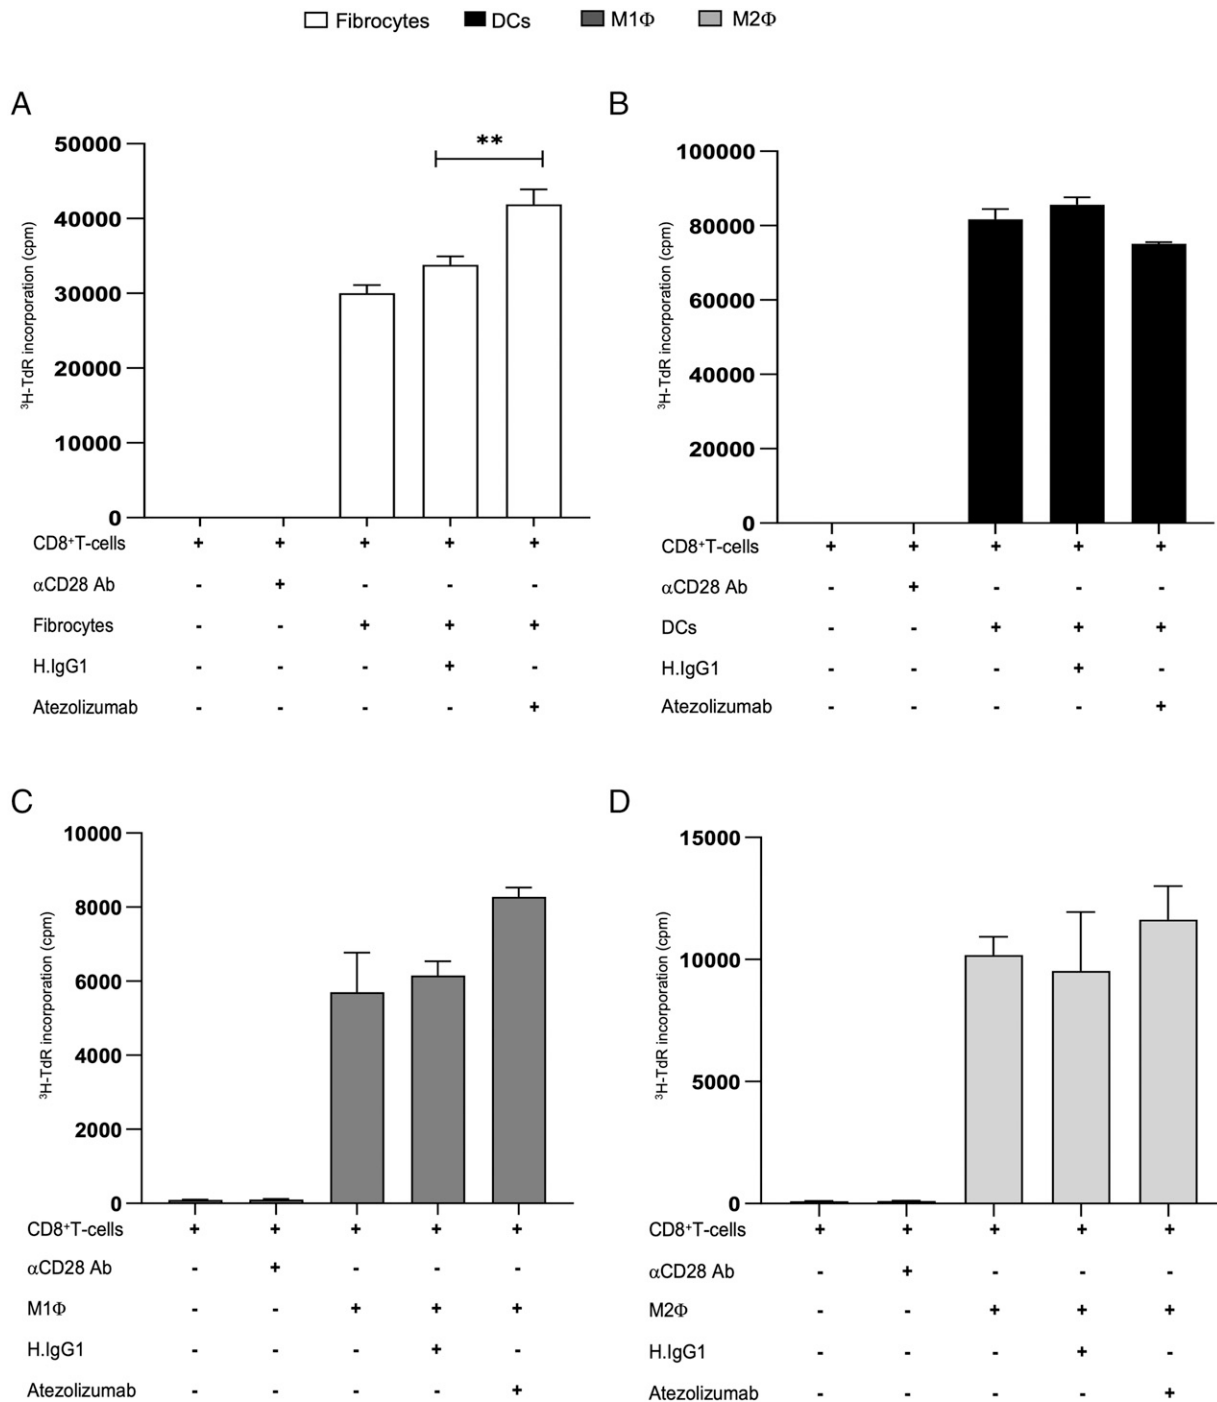 Fibrocytes DCs M1Φ M2Φ
A
50000
40000
30000
20000
10000
0
³H-TdR incorporation (cpm)
**
CD8⁺T-cells + + + + +
αCD28 Ab - + - - -
Fibrocytes - - + + +
H.IgG1 - - - + -
Atezolizumab - - - - +
B
100000
80000
60000
40000
20000
0
³H-TdR incorporation (cpm)
CD8⁺T-cells + + + + +
αCD28 Ab - + - - -
DCs - - + + +
H.IgG1 - - - + -
Atezolizumab - - - - +
C
10000
8000
6000
4000
2000
0
³H-TdR incorporation (cpm)
CD8⁺T-cells + + + + +
αCD28 Ab - + - - -
M1Φ - - + + +
H.IgG1 - - - + -
Atezolizumab - - - - +
D
15000
10000
5000
0
³H-TdR incorporation (cpm)
CD8⁺T-cells + + + + +
αCD28 Ab - + - - -
M2Φ - - + + +
H.IgG1 - - - + -
Atezolizumab - - - - +